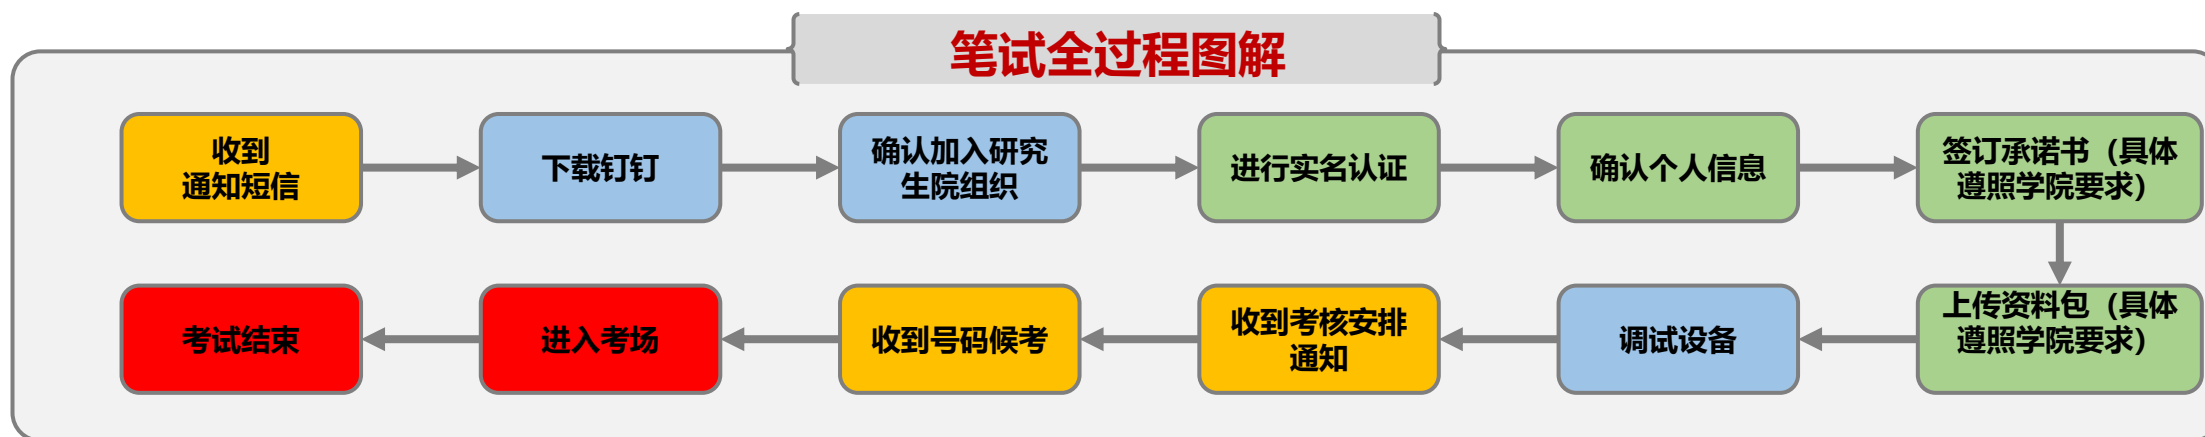 笔试全过程图解
收到
通知短信
下载钉钉
确认加入研究
生院组织
进行实名认证
确认个人信息
签订承诺书（具体
遵照学院要求）
上传资料包（具体
遵照学院要求）
调试设备
收到考核安排
通知
收到号码候考
进入考场
考试结束